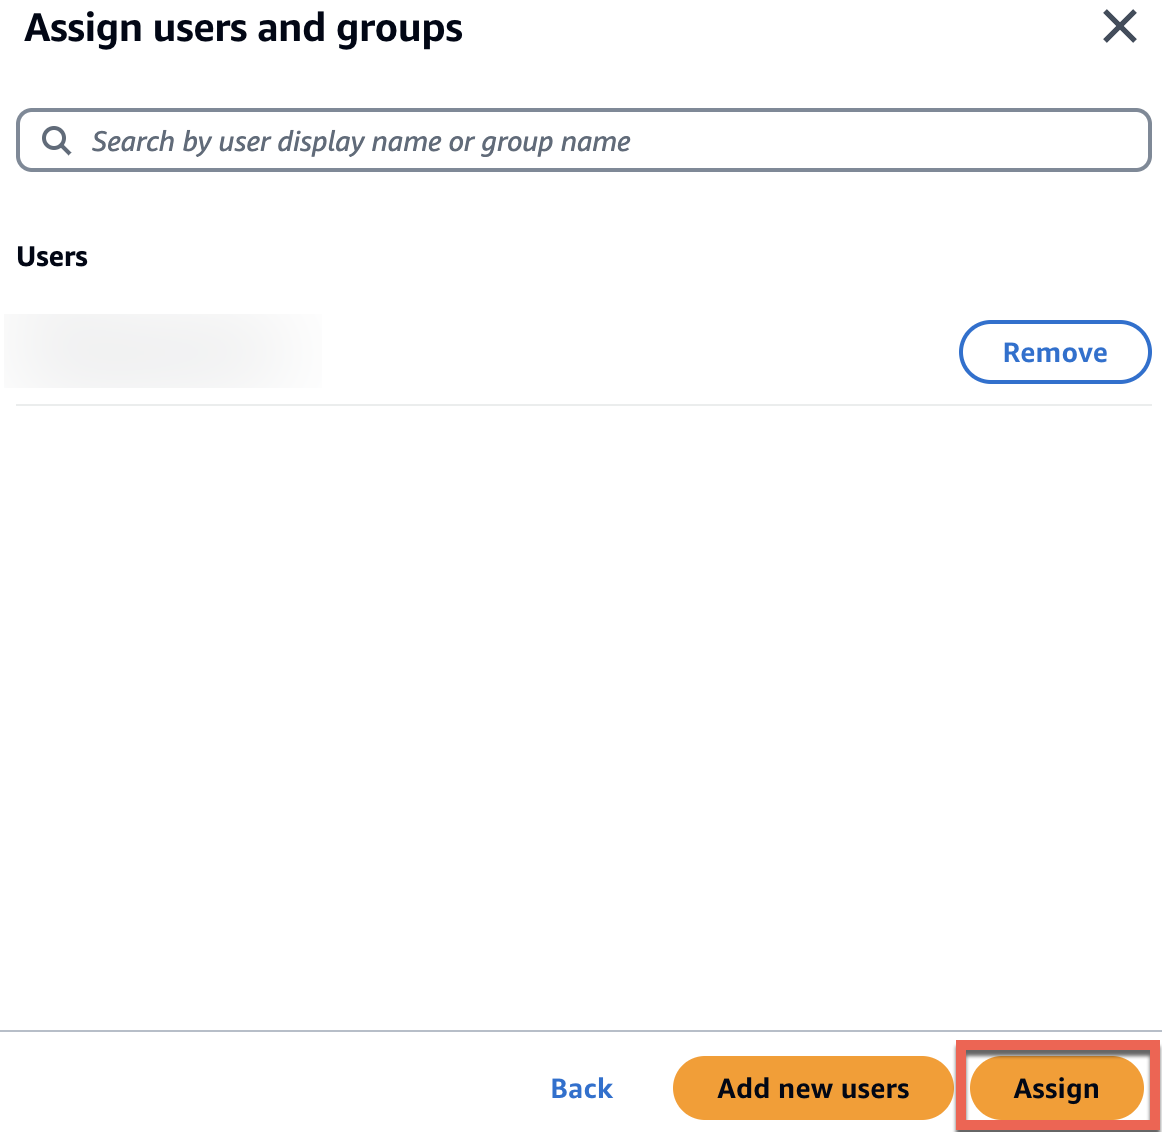 Assign users and groups
Search by user display name or group name
Users
Remove
Back
Add new users
Assign